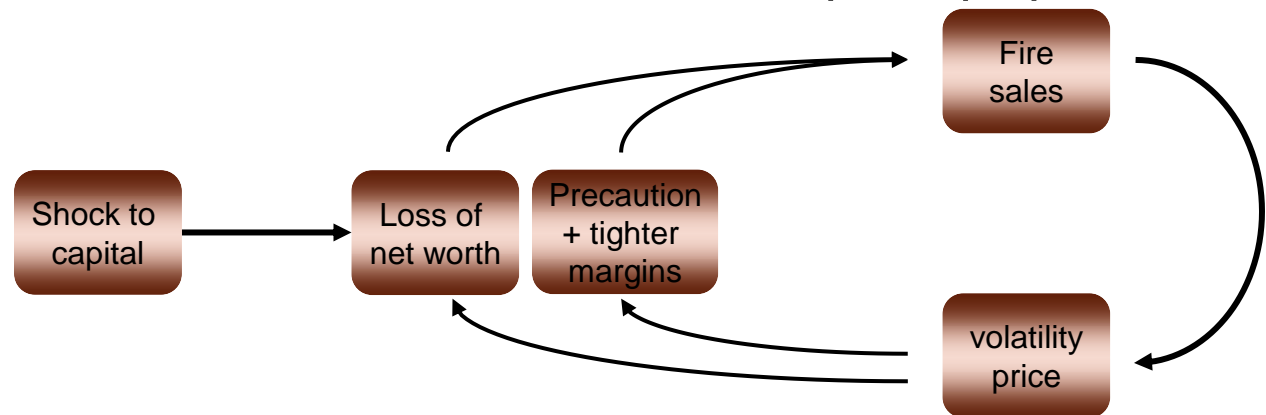 Fire
sales
Shock to
capital
Loss of
net worth
Precaution
+ tighter
margins
volatility
price